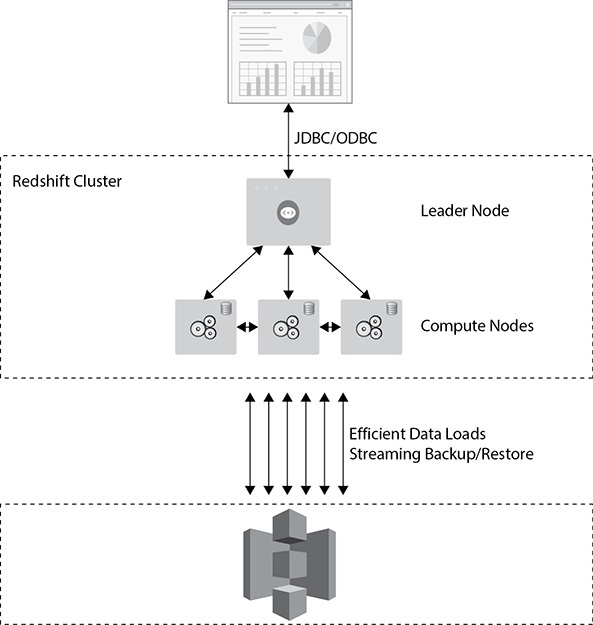 JDBC/ODBC
Redshift Cluster
Leader Node
Compute Nodes
Efficient Data Loads
Streaming Backup/Restore